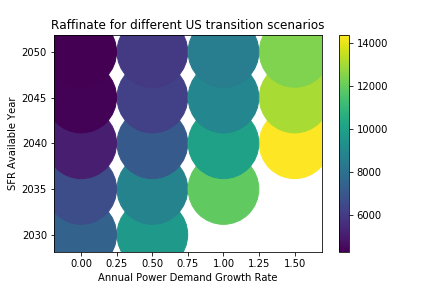 Raffinate for different US transition scenarios
SFR Available Year
2050
2045
2040
2035
2030
0.00 0.25 0.50 0.75 1.00 1.25 1.50
Annual Power Demand Growth Rate
14000
12000
10000
8000
6000